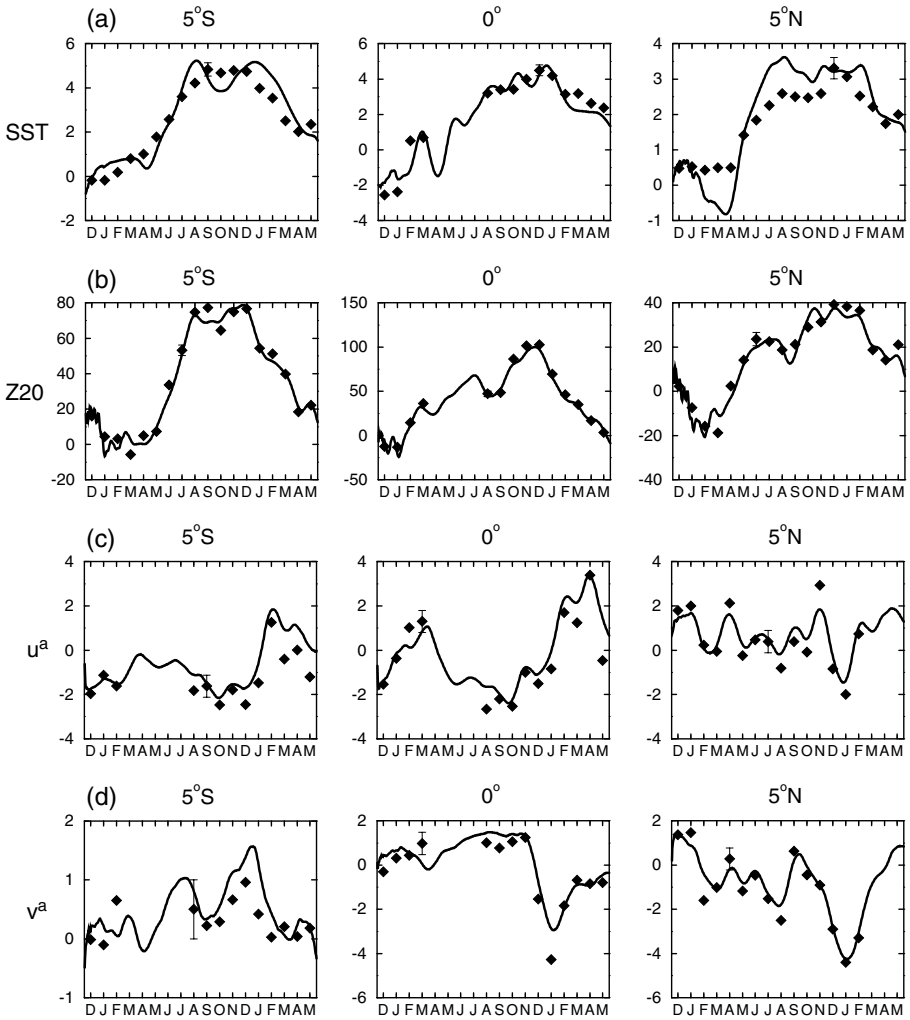 (a) 5°S 0° 5°N
SST
6 6 4
4 4 3
2 2 2
0 0 1
-2 0
-2 -4 -1
D J F M A M J J A S O N D J F M A M D J F M A M J J A S O N D J F M A M D J F M A M J J A S O N D J F M A M
(b) 5°S 0° 5°N
Z20
80 150 40
60 100 20
40 50 0
20 0 -20
0
-20 -50 -40
D J F M A M J J A S O N D J F M A M D J F M A M J J A S O N D J F M A M D J F M A M J J A S O N D J F M A M
(c) 5°S 0° 5°N
uᵃ
4 4 4
2 2 2
0 0 0
-2 -2 -2
-4 -4 -4
D J F M A M J J A S O N D J F M A M D J F M A M J J A S O N D J F M A M D J F M A M J J A S O N D J F M A M
(d) 5°S 0° 5°N
vᵃ
2 2 2
1 0 0
0 -2 -2
-4 -4
-1 -6 -6
D J F M A M J J A S O N D J F M A M D J F M A M J J A S O N D J F M A M D J F M A M J J A S O N D J F M A M